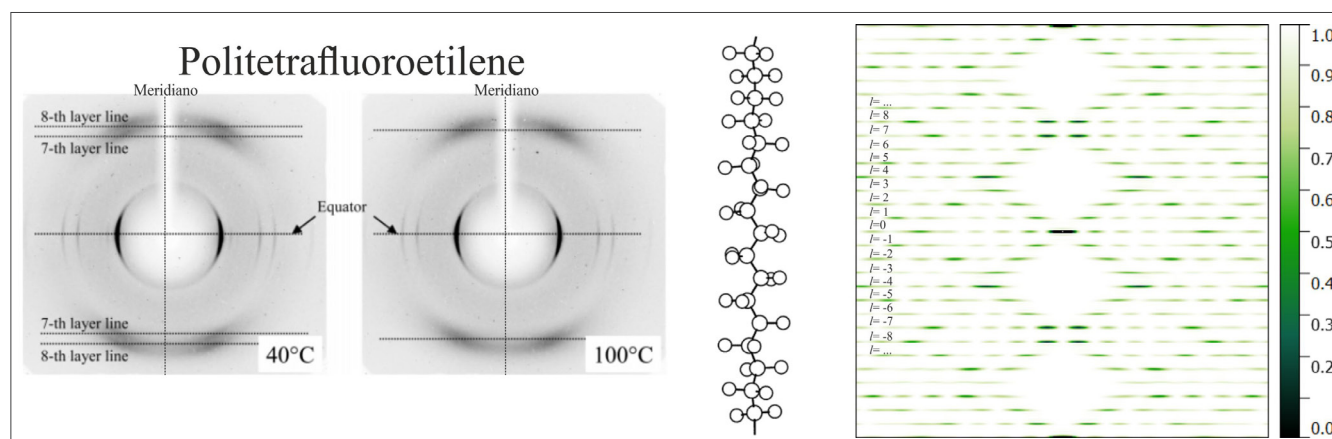 Politetrafluoroetilene
Meridiano
8-th layer line
7-th layer line
7-th layer line
8-th layer line
40°C
Equator
Meridiano
100°C
l= ...
l= 8
l= 7
l= 6
l= 5
l= 4
l= 3
l= 2
l= 1
l=0
l= -1
l= -2
l= -3
l= -4
l= -5
l= -6
l= -7
l= -8
l= ...
1.0
0.9
0.8
0.7
0.6
0.5
0.4
0.3
0.2
0.1
0.0